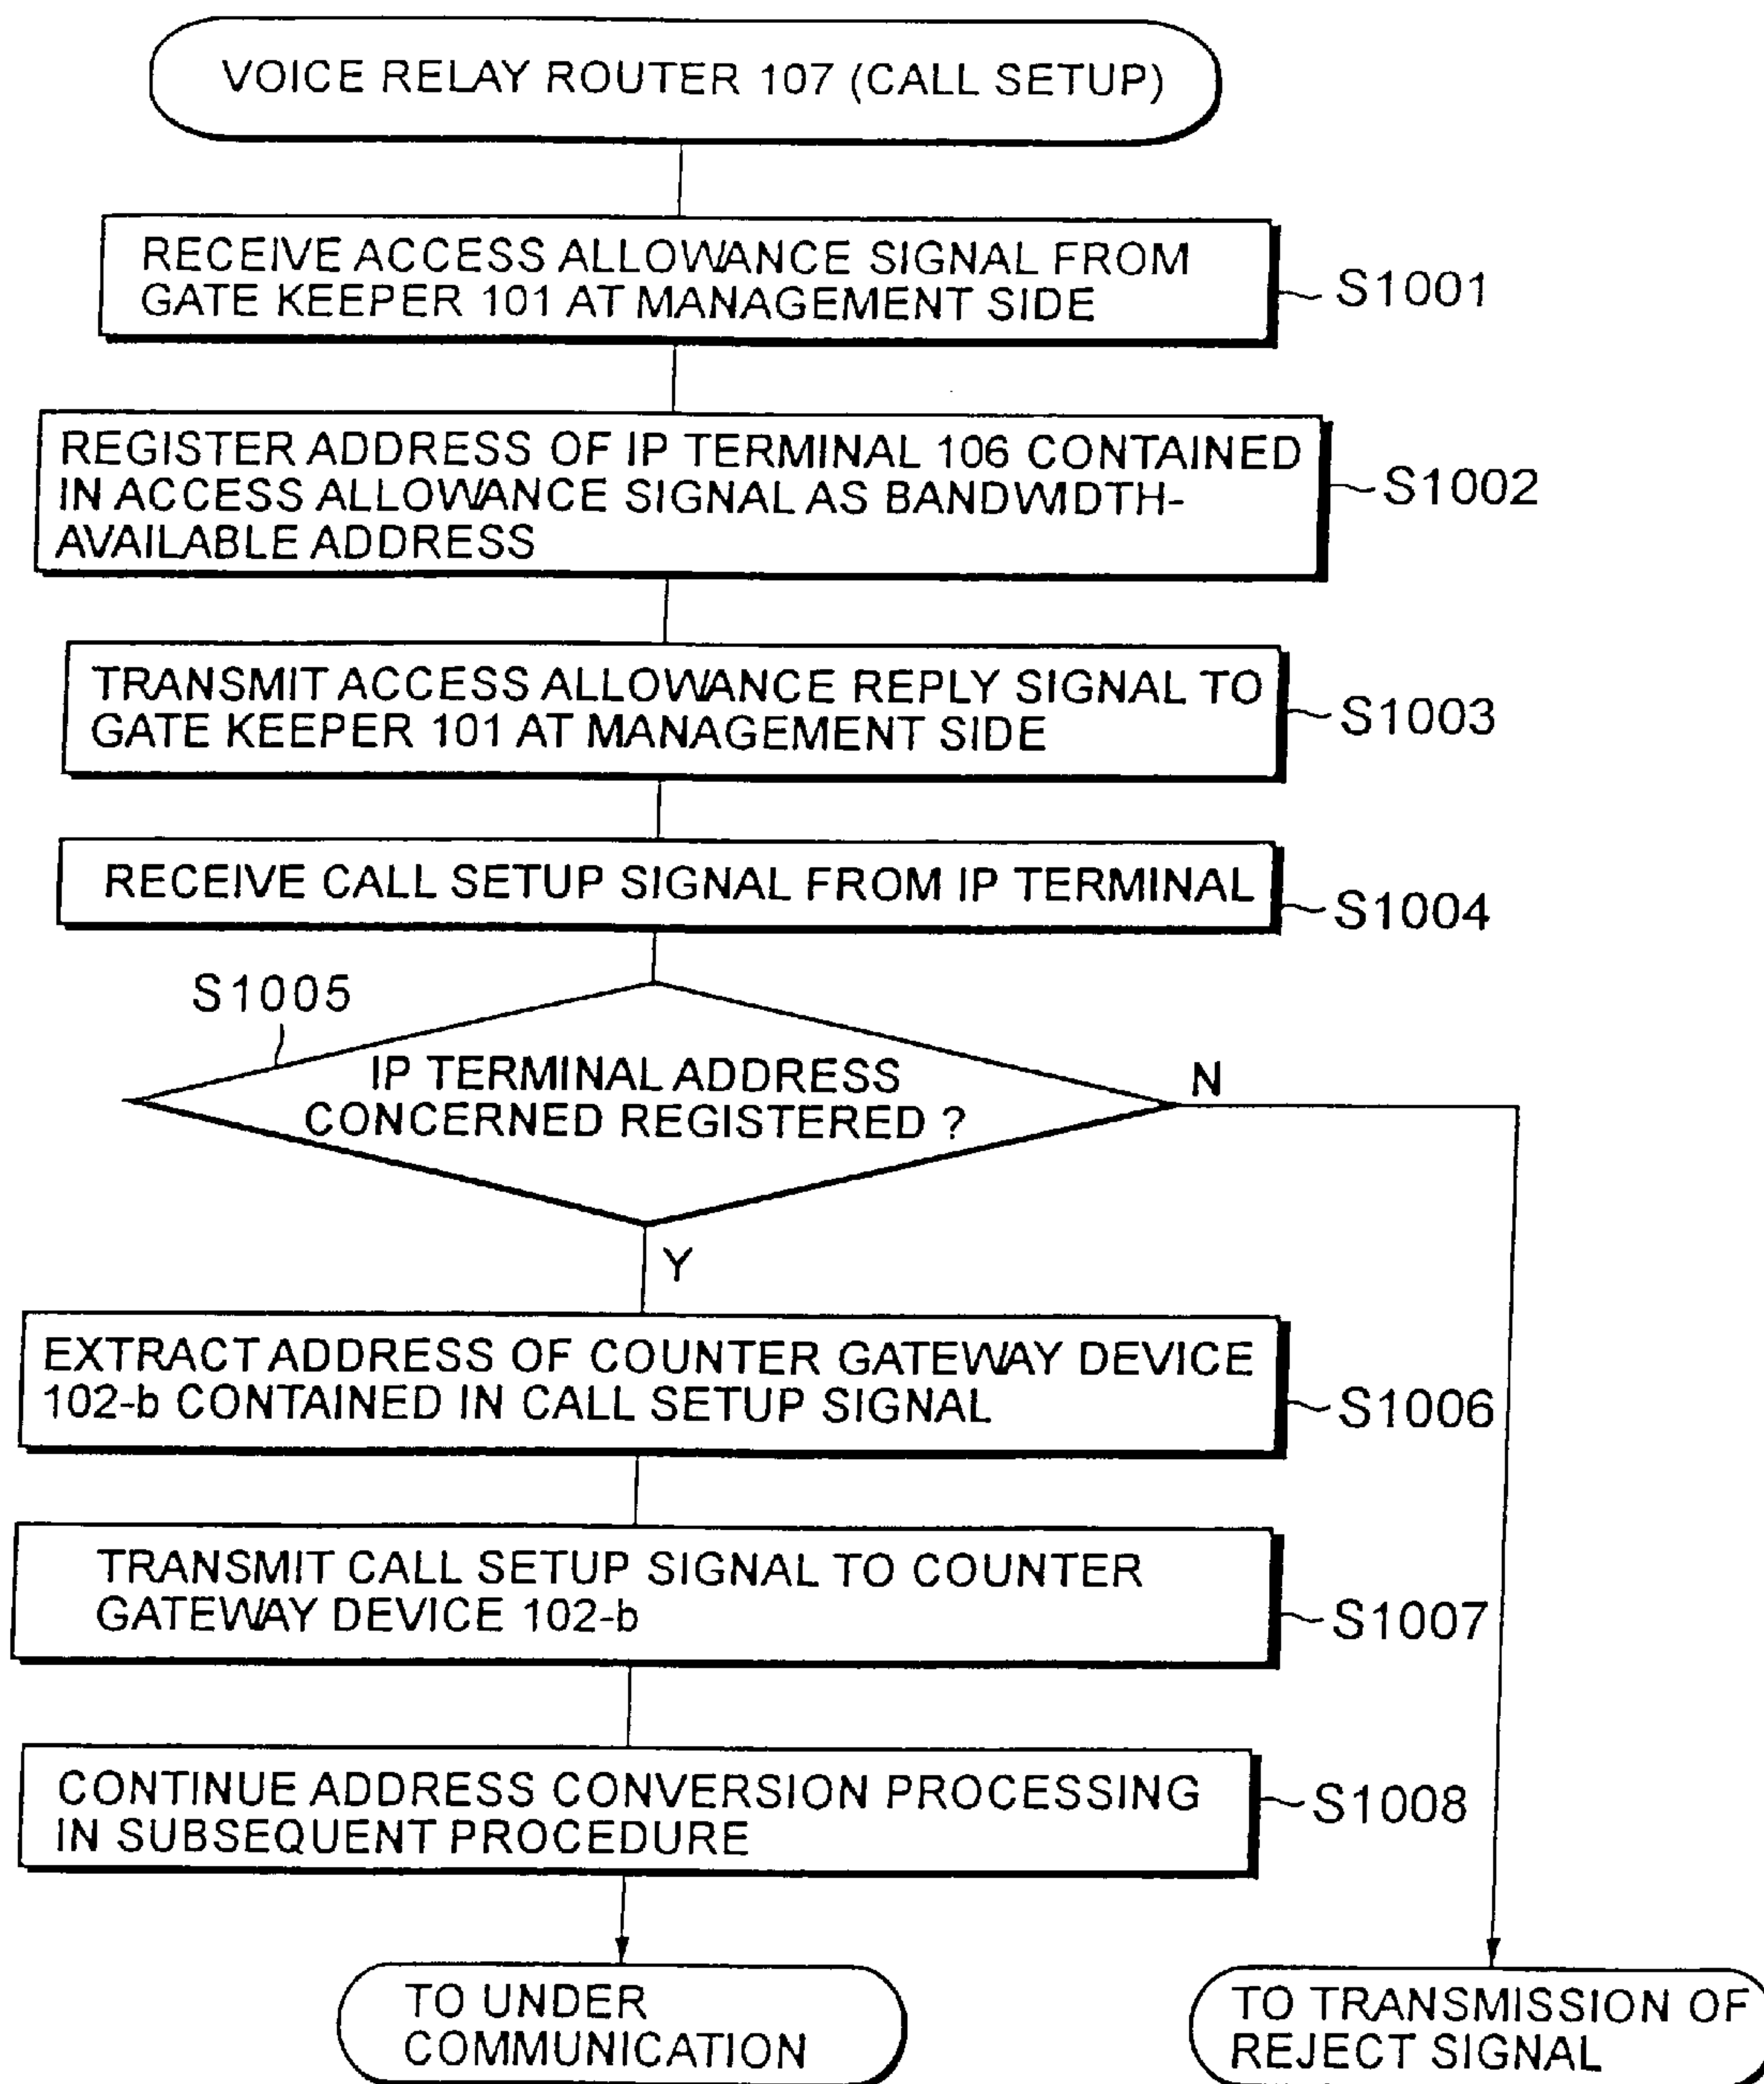 VOICE RELAY ROUTER 107 (CALL SETUP)
RECEIVE ACCESS ALLOWANCE SIGNAL FROM
GATE KEEPER 101 AT MANAGEMENT SIDE
S1001
REGISTER ADDRESS OF IP TERMINAL 106 CONTAINED
IN ACCESS ALLOWANCE SIGNAL AS BANDWIDTH-
AVAILABLE ADDRESS
S1002
TRANSMIT ACCESS ALLOWANCE REPLY SIGNAL TO
GATE KEEPER 101 AT MANAGEMENT SIDE
S1003
RECEIVE CALL SETUP SIGNAL FROM IP TERMINAL
S1004
S1005
IP TERMINAL ADDRESS
CONCERNED REGISTERED ?
N
Y
EXTRACT ADDRESS OF COUNTER GATEWAY DEVICE
102-b CONTAINED IN CALL SETUP SIGNAL
S1006
TRANSMIT CALL SETUP SIGNAL TO COUNTER
GATEWAY DEVICE 102-b
S1007
CONTINUE ADDRESS CONVERSION PROCESSING
IN SUBSEQUENT PROCEDURE
S1008
TO UNDER
COMMUNICATION
TO TRANSMISSION OF
REJECT SIGNAL